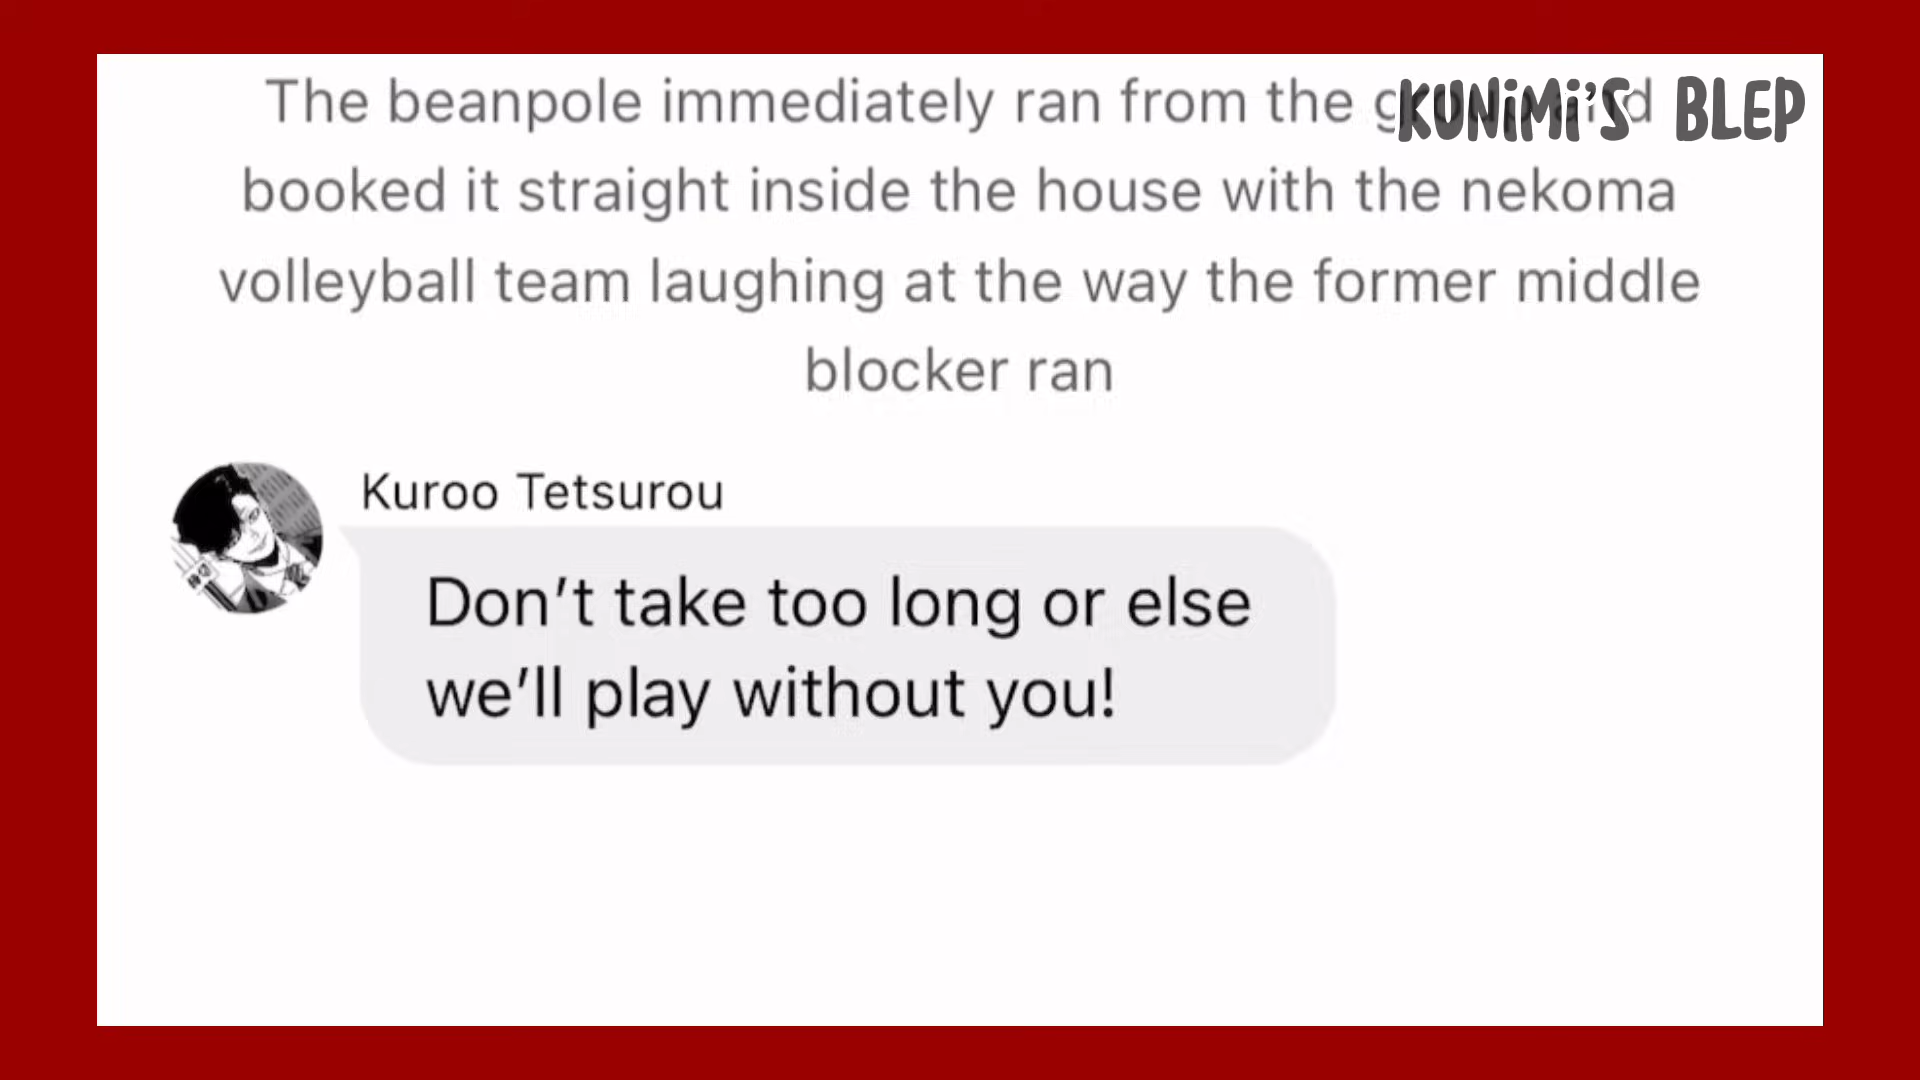 The beanpole immediately ran from the group and
KUNiMi'S BLEP
booked it straight inside the house with the nekoma
volleyball team laughing at the way the former middle
blocker ran
Kuroo Tetsurou
Don't take too long or else
we'll play without you!